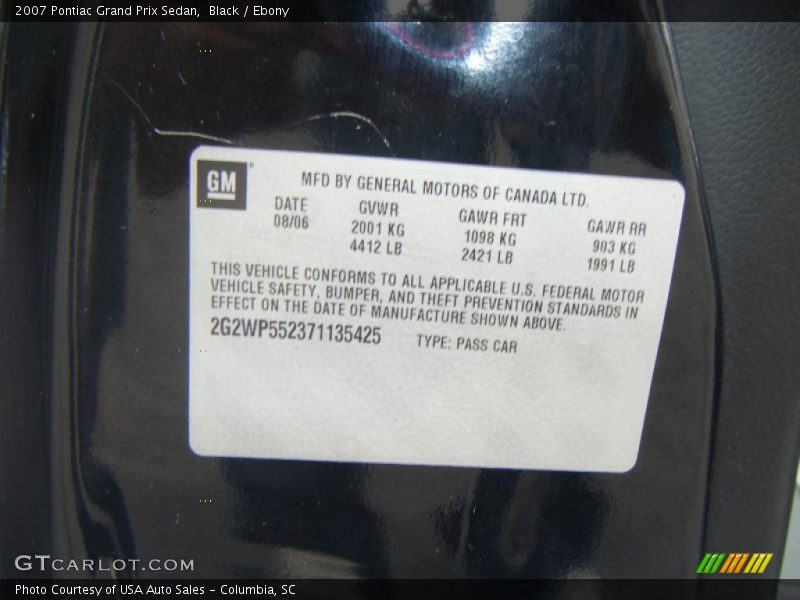 2007 Pontiac Grand Prix Sedan,  Black / Ebony
GM
MFD BY GENERAL MOTORS OF CANADA LTD.
DATE GVWR GAWR FRT GAWR RR
08/06 2001 KG 1098 KG 903 KG
4412 LB 2421 LB 1991 LB
THIS VEHICLE CONFORMS TO ALL APPLICABLE U.S. FEDERAL MOTOR
VEHICLE SAFETY, BUMPER, AND THEFT PREVENTION STANDARDS IN
EFFECT ON THE DATE OF MANUFACTURE SHOWN ABOVE.
2G2WP552371135425 TYPE: PASS CAR
GTCARLOT.COM
Photo Courtesy of USA Auto Sales - Columbia, SC